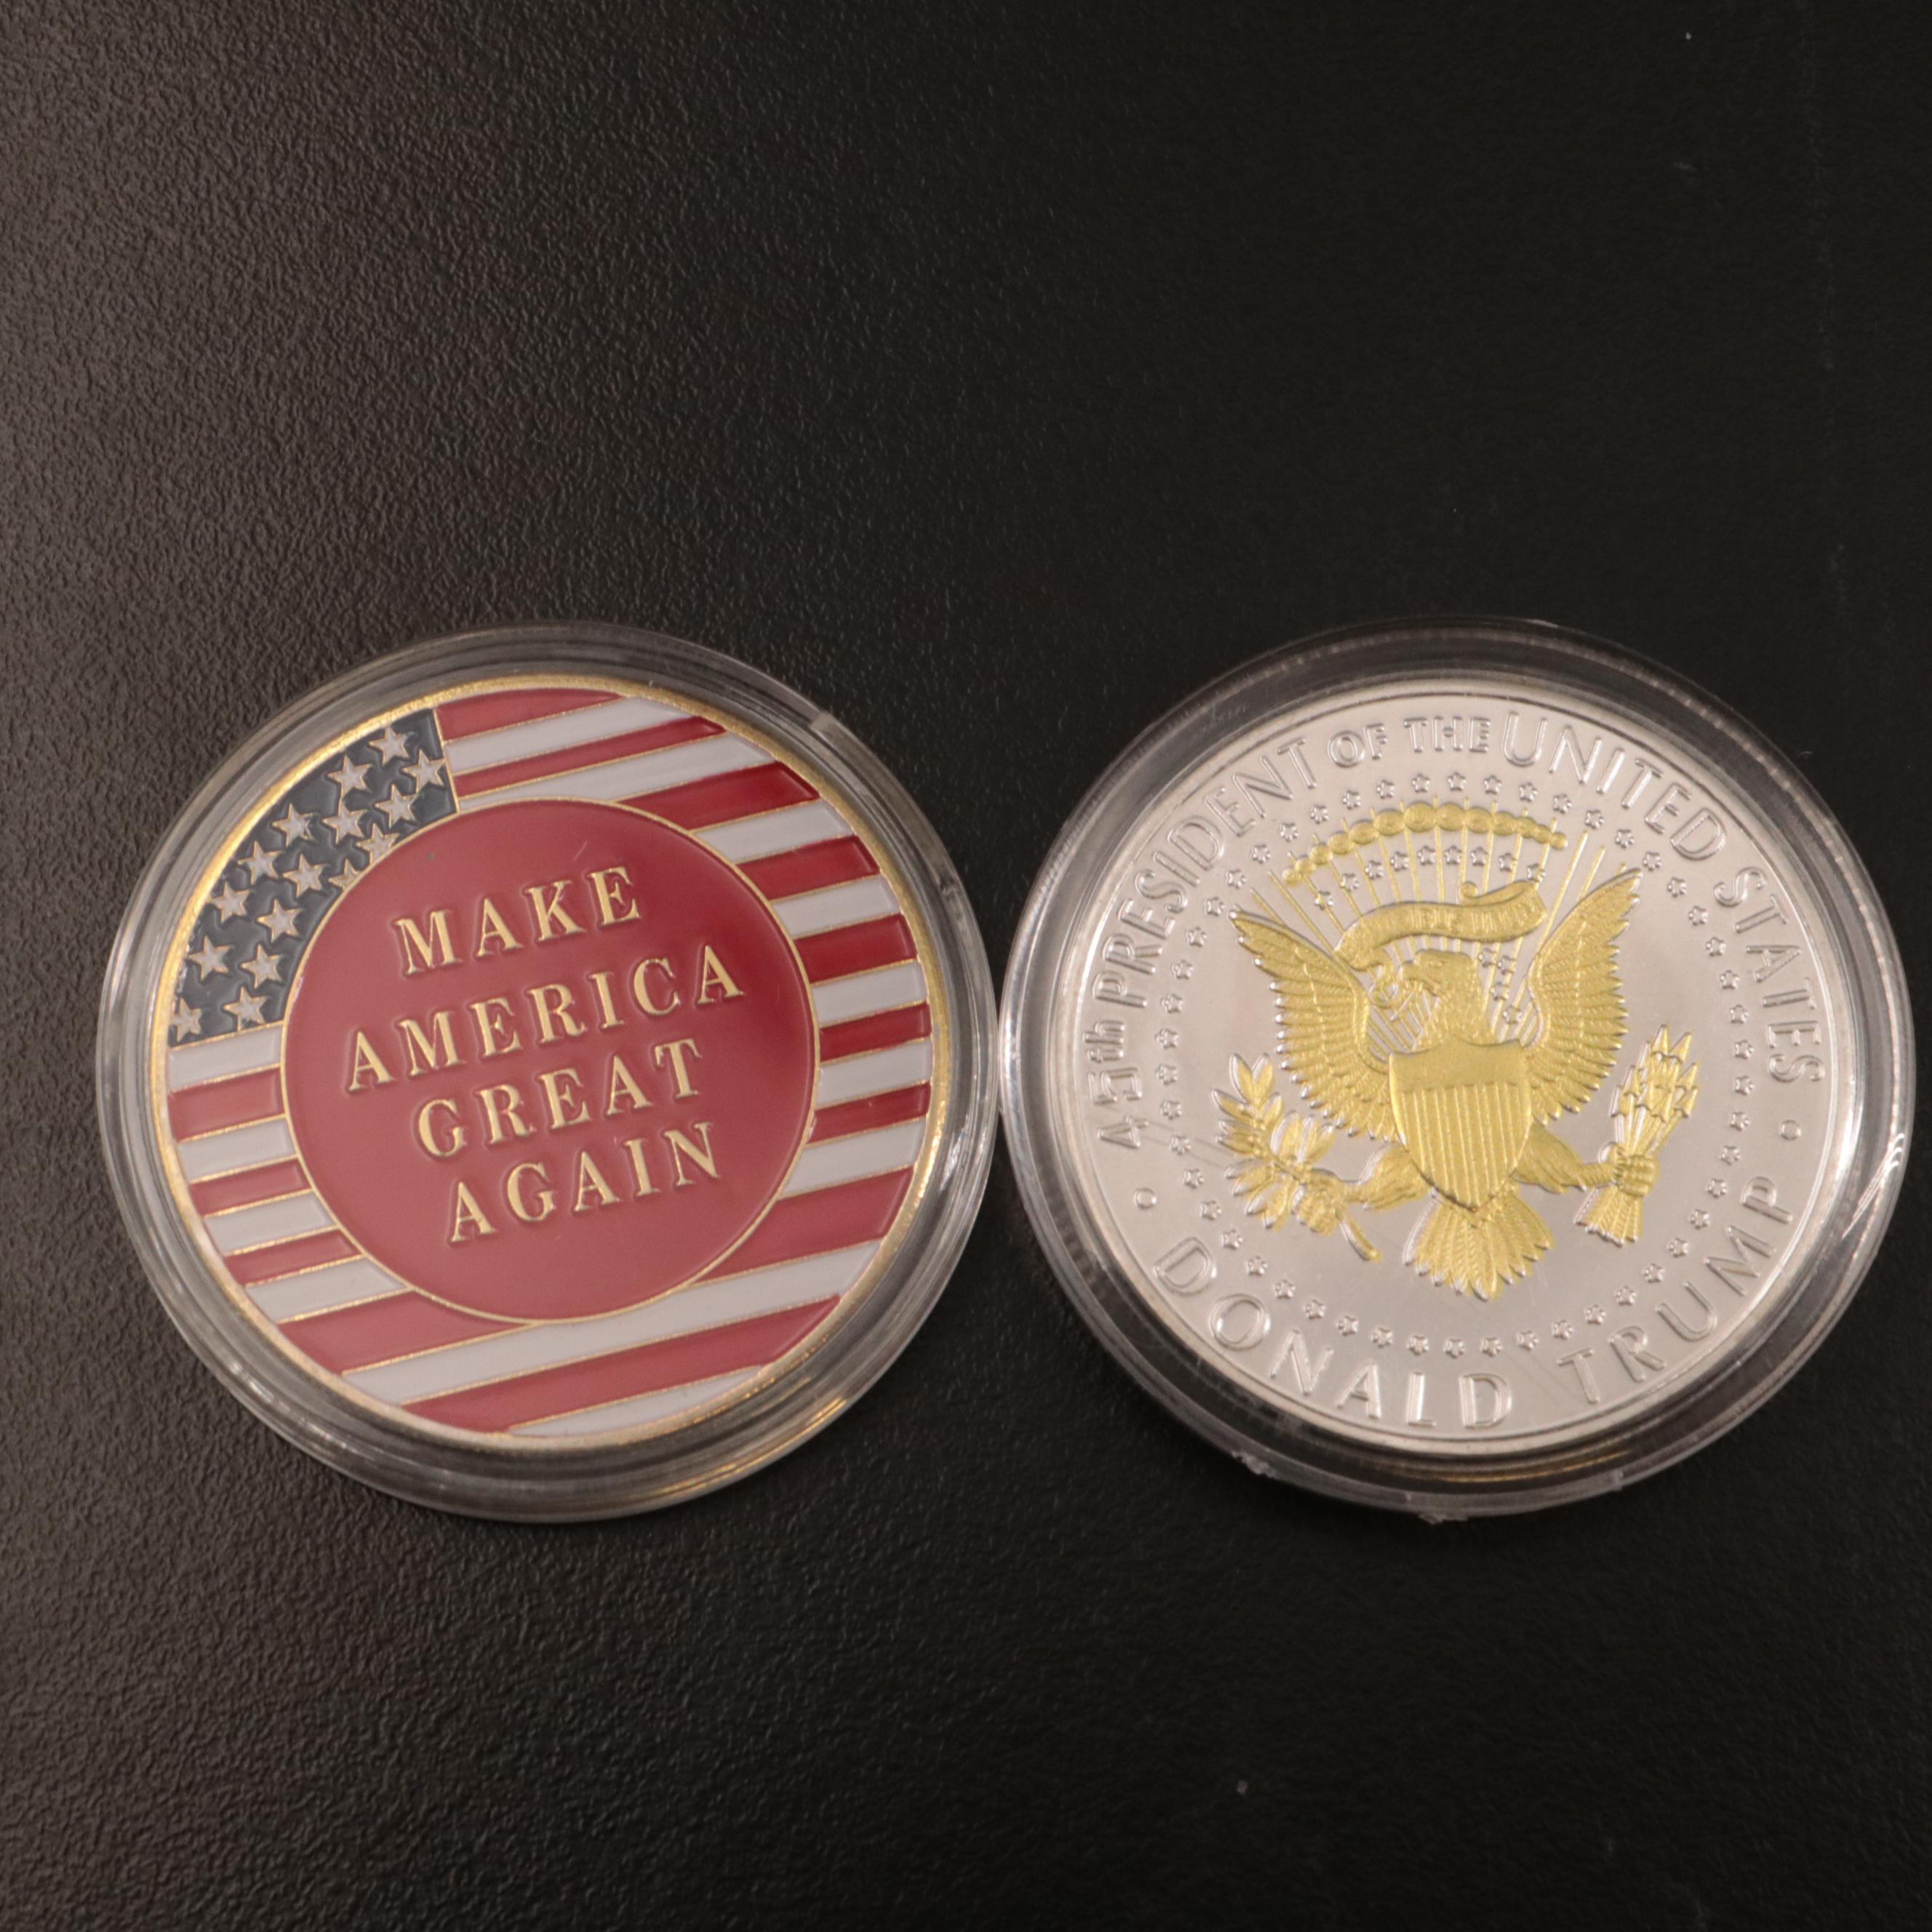 MAKE
AMERICA
GREAT
AGAIN
45th PRESIDENT OF THE UNITED STATES
DONALD TRUMP